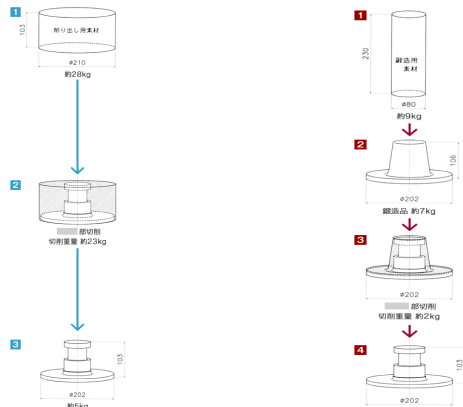 1
削り出し用素材
103
ø210
約28kg
2
部切削
切削重量 約23kg
3
103
ø202
約5kg
1
230
鍛造用
素材
ø80
約9kg
2
106
ø202
鍛造品 約7kg
3
ø202
部切削
切削重量 約2kg
4
103
ø202